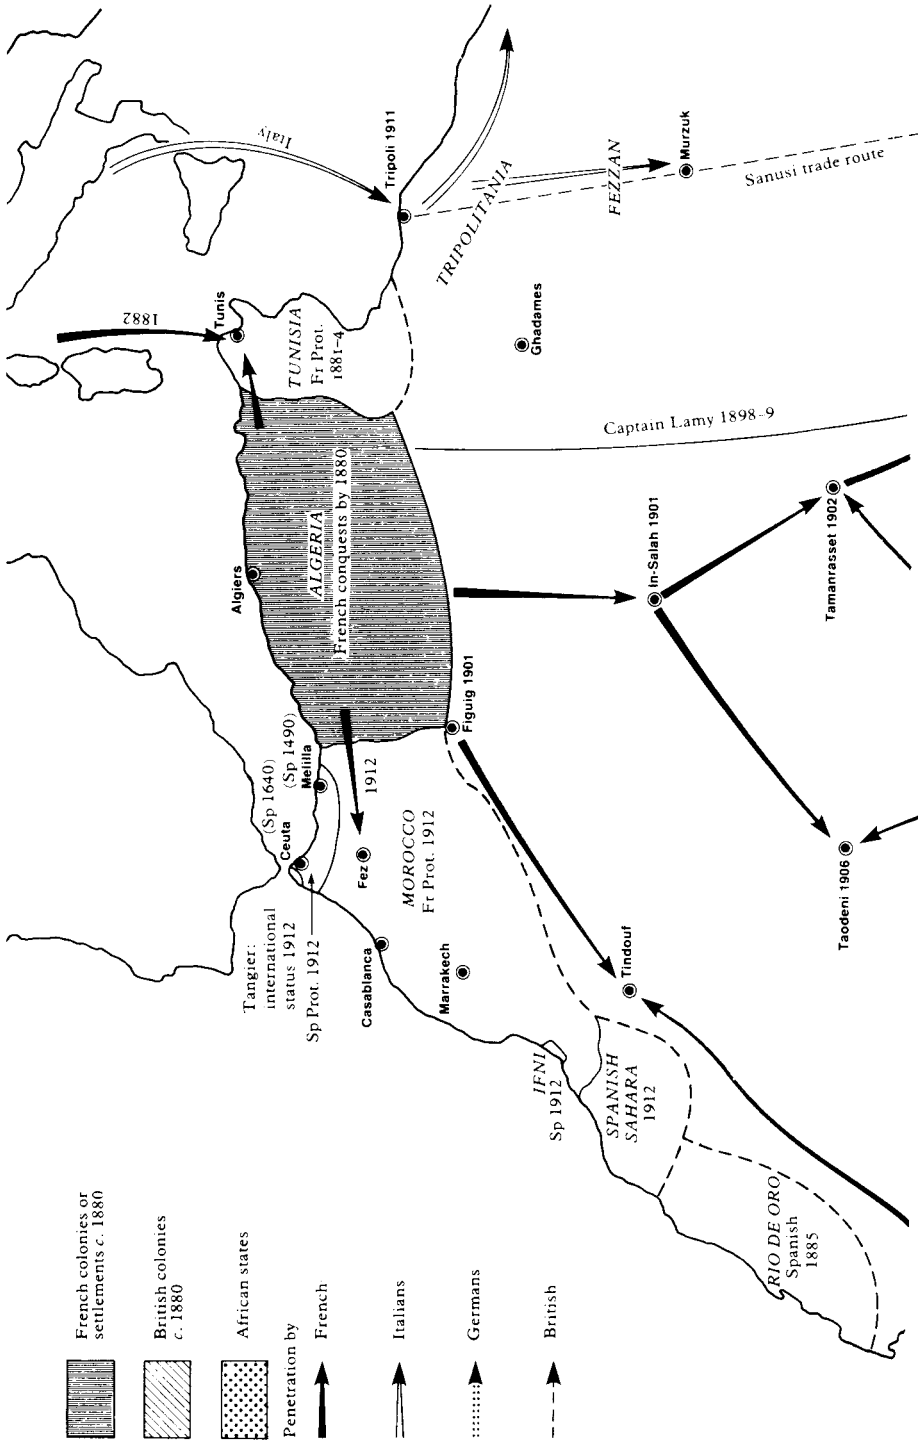 French colonies or
settlements c. 1880
British colonies
c. 1880
African states
Penetration by
French
Italians
Germans
British
Tangier:
international
status 1912
Sp Prot. 1912
Ceuta
(Sp 1640)
(Sp 1490)
Melilla
Casablanca
Marrakech
Fez
1912
MOROCCO
Fr Prot. 1912
IFNI
Sp 1912
SPANISH
SAHARA
1912
RIO DE ORO
Spanish
1885
Tindouf
Figuig 1901
Algiers
ALGERIA
French conquests by 1880
Tunis
1882
TUNISIA
Fr Prot.
1881-4
Italy
Tripoli 1911
TRIPOLITANIA
FEZZAN
Murzuk
Sanusi trade route
Ghadames
Captain Lamy 1898-9
In-Salah 1901
Tamanrasset 1902
Taodeni 1906